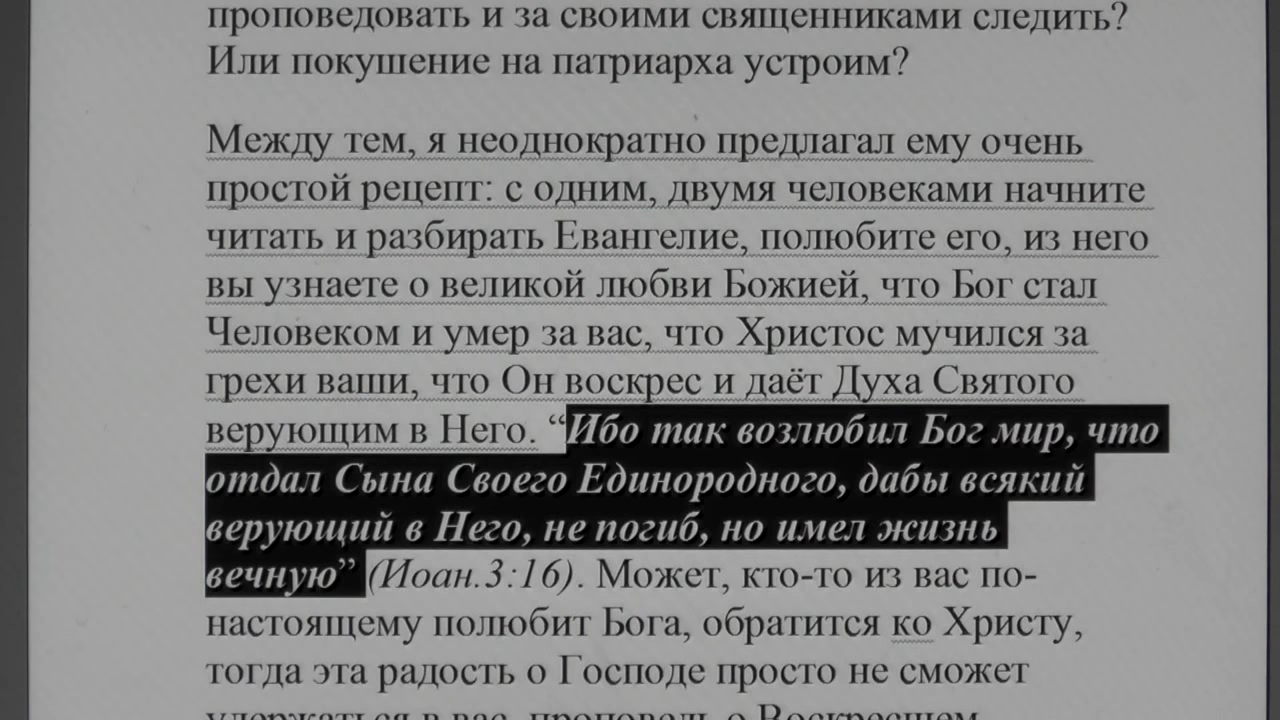 проповедовать и за своими священниками следить?
Или покушение на патриарха устроим?
Между тем, я неоднократно предлагал ему очень
простой рецепт: с одним, двумя человеками начните
читать и разбирать Евангелие, полюбите его, из него
вы узнаете о великой любви Божией, что Бог стал
Человеком и умер за вас, что Христос мучился за
грехи ваши, что Он воскрес и даёт Духа Святого
верующим в Него. “Ибо так возлюбил Бог мир, что
отдал Сына Своего Единородного, дабы всякий
верующий в Него, не погиб, но имел жизнь
вечную” (Иоан.3:16). Может, кто-то из вас по-
настоящему полюбит Бога, обратится ко Христу,
тогда эта радость о Господе просто не сможет
удержаться в вас, проповедь о Воскресшем